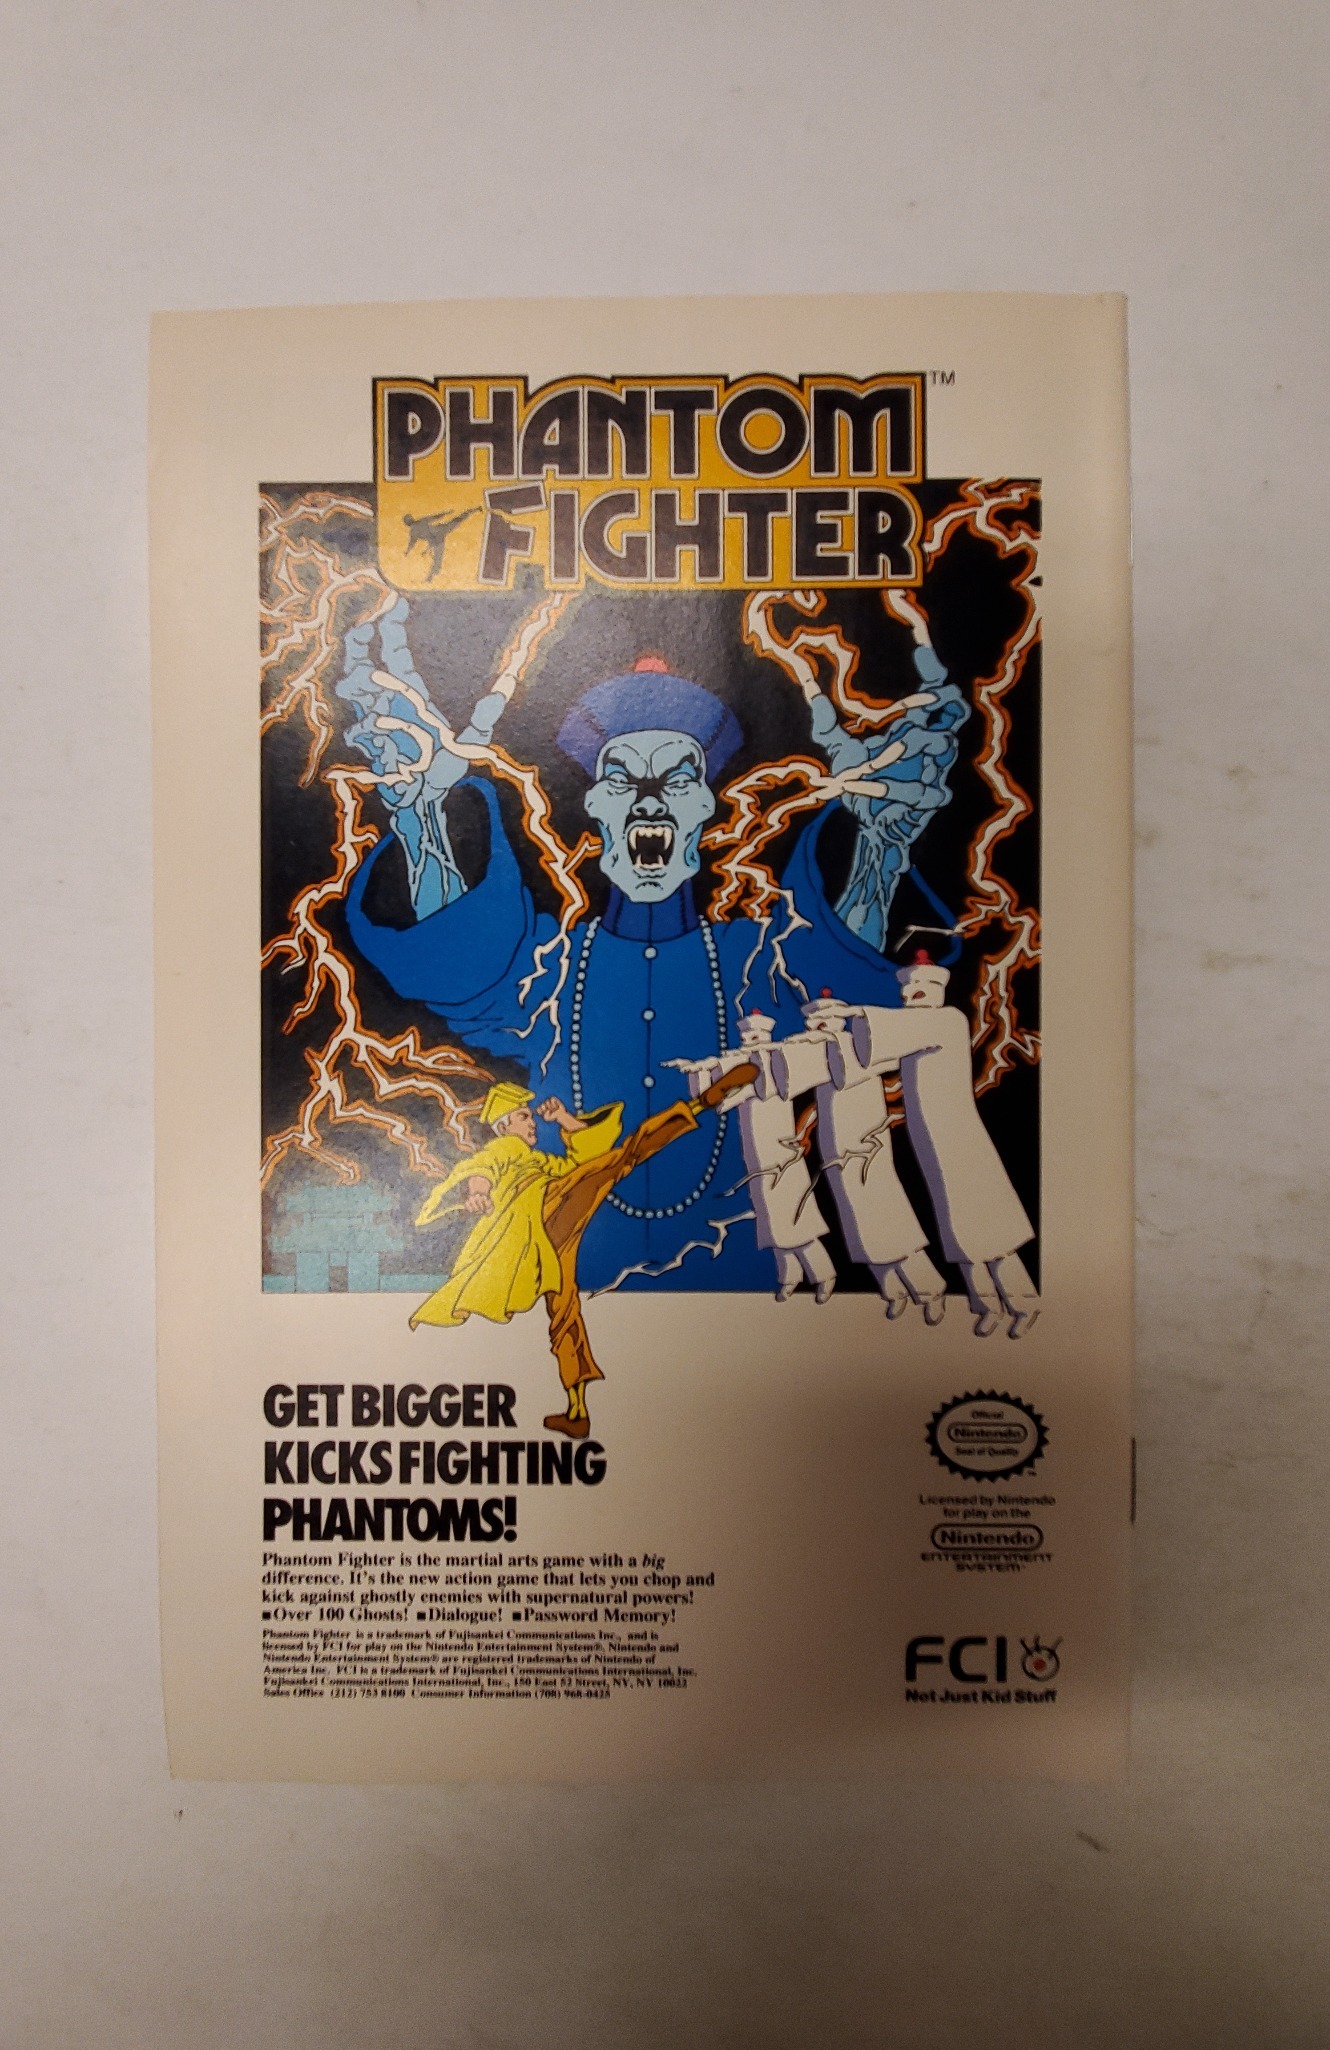 PHANTOM™
FIGHTER
GET BIGGER
KICKS FIGHTING
PHANTOMS!
Phantom Fighter is the martial arts game with a big
difference. It's the new action game that lets you chop and
kick against ghostly enemies with supernatural powers!
■Over 100 Ghosts! ■Dialogue! ■Password Memory!
Phantom Fighter is a trademark of Fujisankei Communications Inc., and is
licensed by FCI for play on the Nintendo Entertainment System®. Nintendo and
Nintendo Entertainment System® are registered trademarks of Nintendo of
America Inc. FCI is a trademark of Fujisankei Communications International, Inc.
Fujisankei Communications International, Inc., 150 East 52 Street, NY, NY 10022
Sales Office (212) 753 8100 Consumer Information (708) 968-0425
Official
Nintendo
Seal of Quality
TM
Licensed by Nintendo
for play on the
Nintendo
ENTERTAINMENT
SYSTEM
FCI
Not Just Kid Stuff